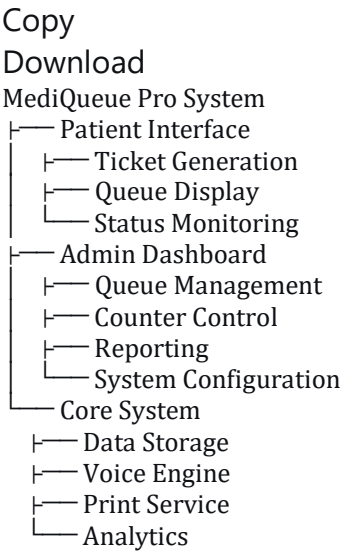 Copy
Download
MediQueue Pro System
├── Patient Interface
│   ├── Ticket Generation
│   ├── Queue Display
│   └── Status Monitoring
├── Admin Dashboard
│   ├── Queue Management
│   ├── Counter Control
│   ├── Reporting
│   └── System Configuration
└── Core System
    ├── Data Storage
    ├── Voice Engine
    ├── Print Service
    └── Analytics